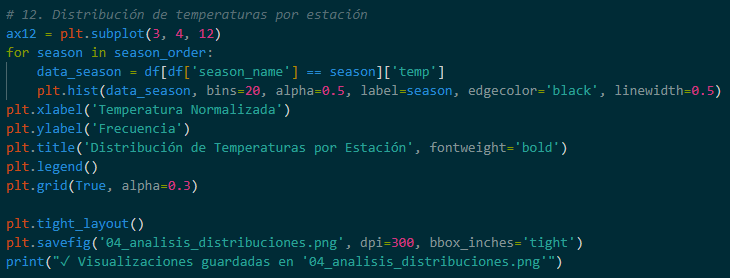 # 12. Distribución de temperaturas por estación
ax12 = plt.subplot(3, 4, 12)
for season in season_order:
    data_season = df[df['season_name'] == season]['temp']
    plt.hist(data_season, bins=20, alpha=0.5, label=season, edgecolor='black', linewidth=0.5)
plt.xlabel('Temperatura Normalizada')
plt.ylabel('Frecuencia')
plt.title('Distribución de Temperaturas por Estación', fontweight='bold')
plt.legend()
plt.grid(True, alpha=0.3)

plt.tight_layout()
plt.savefig('04_analisis_distribuciones.png', dpi=300, bbox_inches='tight')
print("✓ Visualizaciones guardadas en '04_analisis_distribuciones.png'")